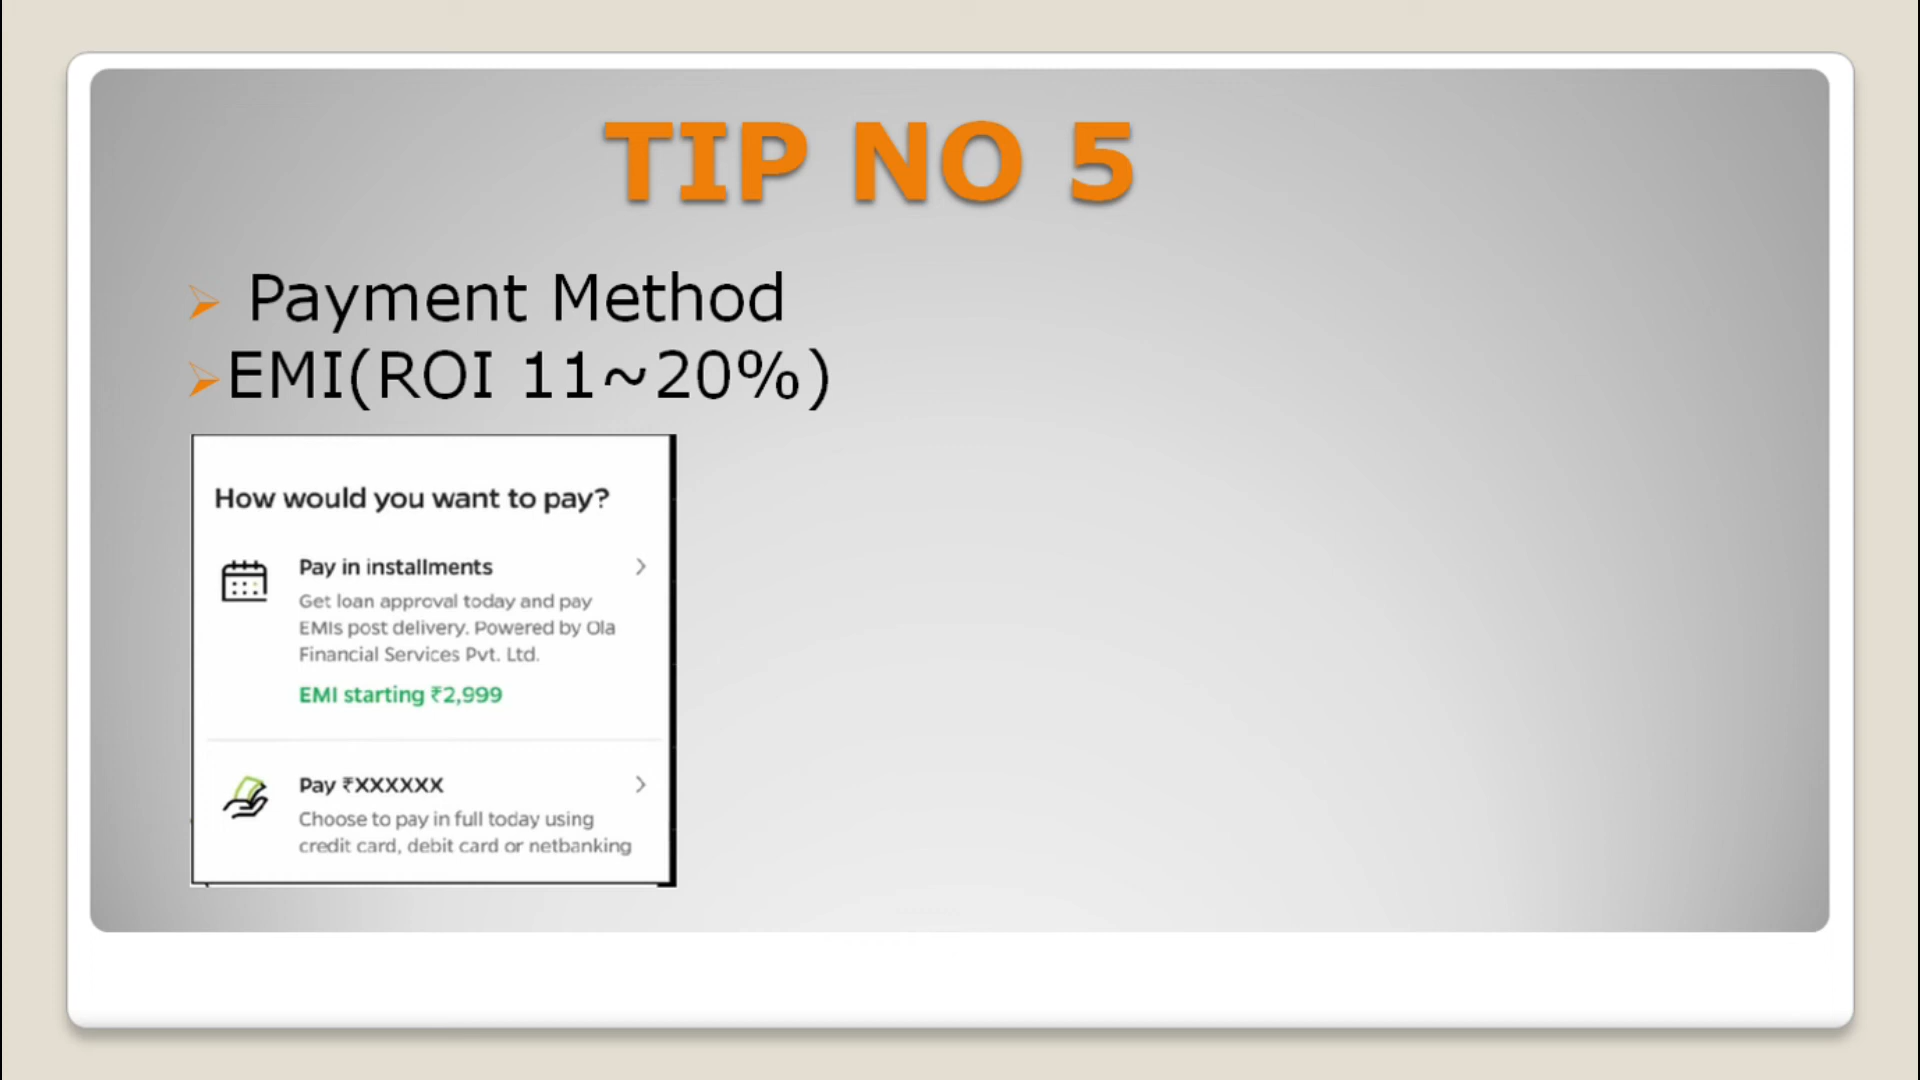 TIP NO 5
Payment Method
EMI(ROI 11~20%)
How would you want to pay?
Pay in installments
Get loan approval today and pay
EMIs post delivery. Powered by Ola
Financial Services Pvt. Ltd.
EMI starting ₹2,999
Pay ₹XXXXXX
Choose to pay in full today using
credit card, debit card or netbanking